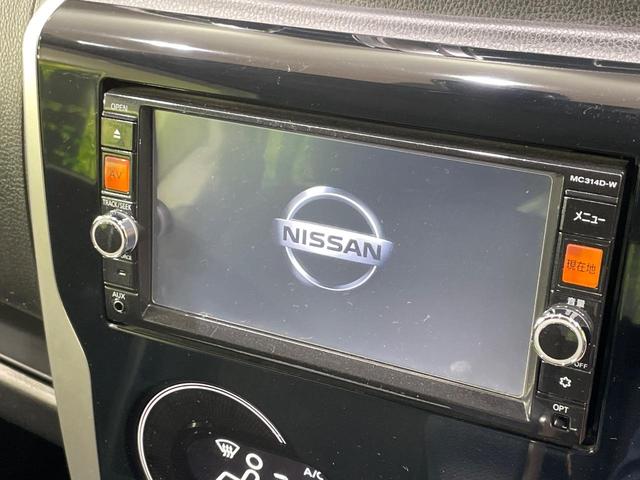 OPEN
AV
TRACK/SEEK
AUX
NISSAN
MC314D-W
メニュー
現在地
音量
OFF
OPT
A/C